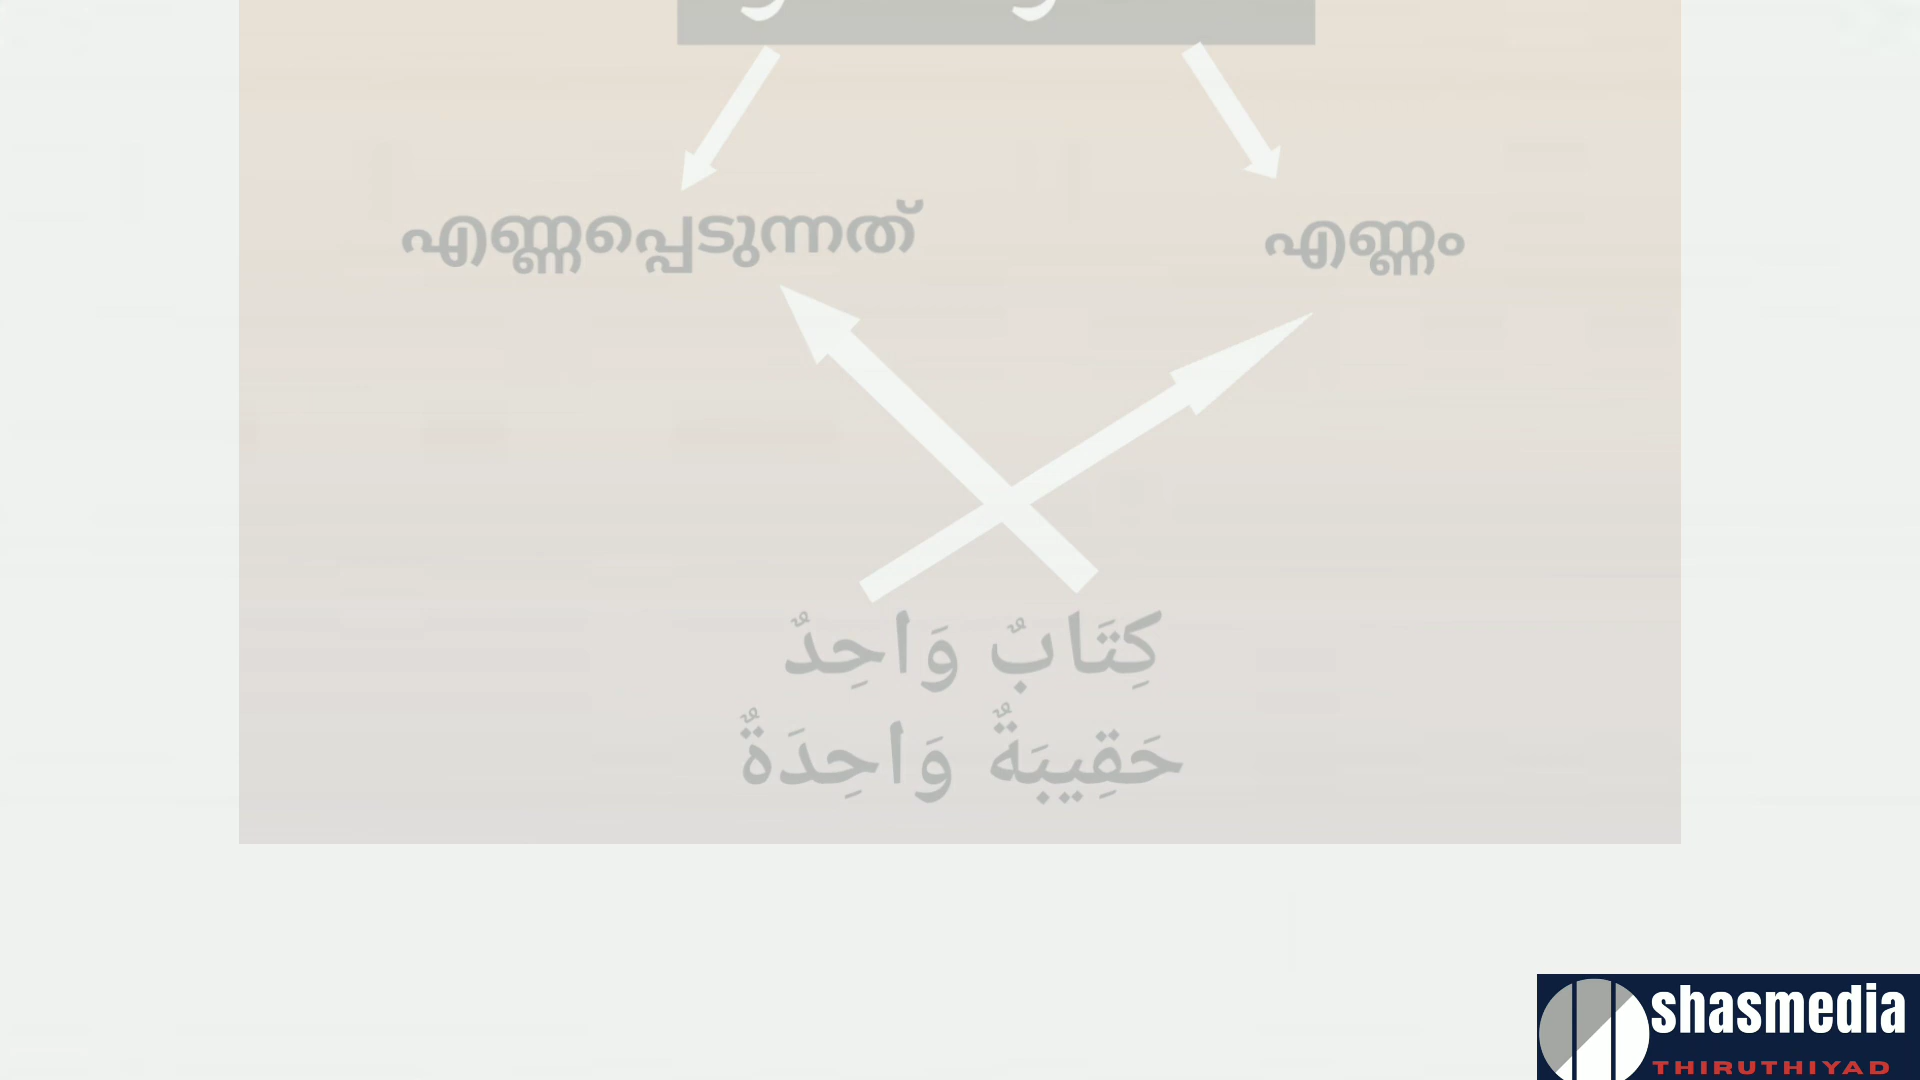 എണ്ണപ്പെടുന്നത് എണ്ണം
كِتَابٌ وَاحِدٌ
حَقِيبَةٌ وَاحِدَةٌ
shasmedia
THIRUTHIYAD